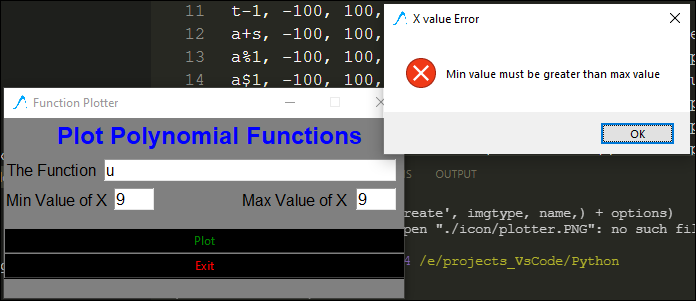 11 t-1, -100, 100,
12 a+s, -100, 100,
13 a%1, -100, 100,
14 a$1, -100, 100,
X value Error
Min value must be greater than max value
OK
Function Plotter
Plot Polynomial Functions
The Function u
Min Value of X 9 Max Value of X 9
Plot
Exit
OUTPUT
reate', imgtype, name,) + options)
pen "./icon/plotter.PNG": no such fil
4 /e/projects_VsCode/Python